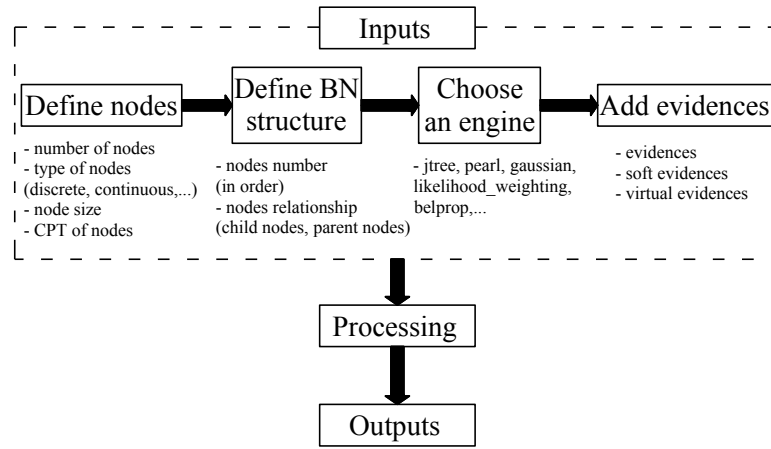 Inputs
Define nodes
Define BN
structure
Choose
an engine
Add evidences
- number of nodes
- type of nodes
(discrete, continuous,...)
- node size
- CPT of nodes
- nodes number
(in order)
- nodes relationship
(child nodes, parent nodes)
- jtree, pearl, gaussian,
likelihood_weighting,
belprop,...
- evidences
- soft evidences
- virtual evidences
Processing
Outputs